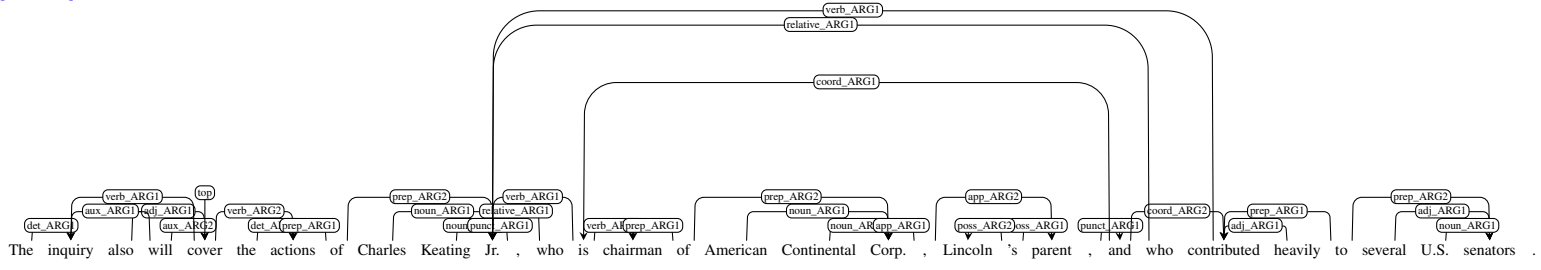 verb_ARG1
relative_ARG1
coord_ARG1
verb_ARG1 top prep_ARG2 verb_ARG1 prep_ARG2 app_ARG2 prep_ARG2
aux_ARG1 adj_ARG1 verb_ARG2 noun_ARG1 relative_ARG1 noun_ARG1 coord_ARG2 prep_ARG1 adj_ARG1
det_ARG1 aux_ARG2 prep_ARG1 punct_ARG1 prep_ARG1 app_ARG1 poss_ARG2 punct_ARG1 adj_ARG1 noun_ARG1
The inquiry also will cover the actions of Charles Keating Jr. , who is chairman of American Continental Corp. , Lincoln 's parent , and who contributed heavily to several U.S. senators .